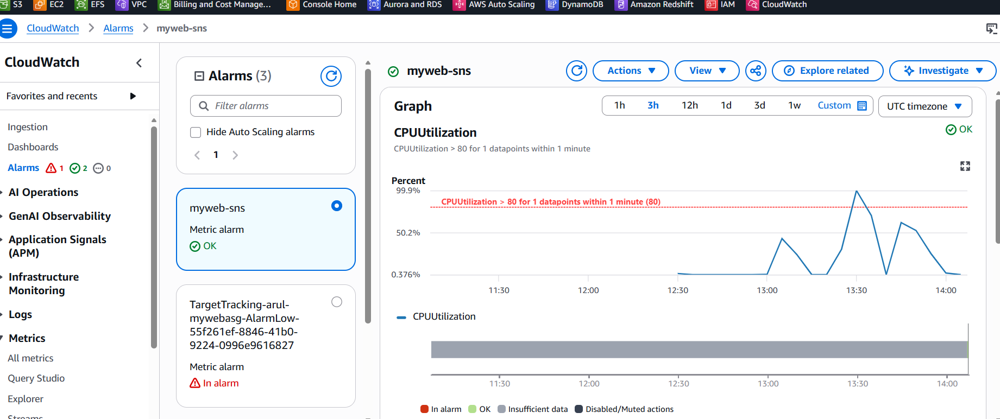 S3 EC2 EFS VPC Billing and Cost Manage... Console Home Aurora and RDS AWS Auto Scaling DynamoDB Amazon Redshift IAM CloudWatch
CloudWatch Alarms myweb-sns
CloudWatch
Favorites and recents
Ingestion
Dashboards
Alarms 1 2 0
AI Operations
GenAI Observability
Application Signals
(APM)
Infrastructure
Monitoring
Logs
Metrics
All metrics
Query Studio
Explorer
Streams
Alarms (3)
Filter alarms
Hide Auto Scaling alarms
1
myweb-sns
Metric alarm
OK
TargetTracking-arul-
mywebasg-AlarmLow-
55f261ef-8846-41b0-
9224-0996e9616827
Metric alarm
In alarm
myweb-sns
Actions View Explore related Investigate
Graph
1h 3h 12h 1d 3d 1w Custom UTC timezone
CPUUtilization
OK
CPUUtilization > 80 for 1 datapoints within 1 minute
Percent
99.9%
CPUUtilization > 80 for 1 datapoints within 1 minute (80)
50.2%
0.376%
11:30 12:00 12:30 13:00 13:30 14:00
CPUUtilization
11:30 12:00 12:30 13:00 13:30 14:00
In alarm OK Insufficient data Disabled/Muted actions